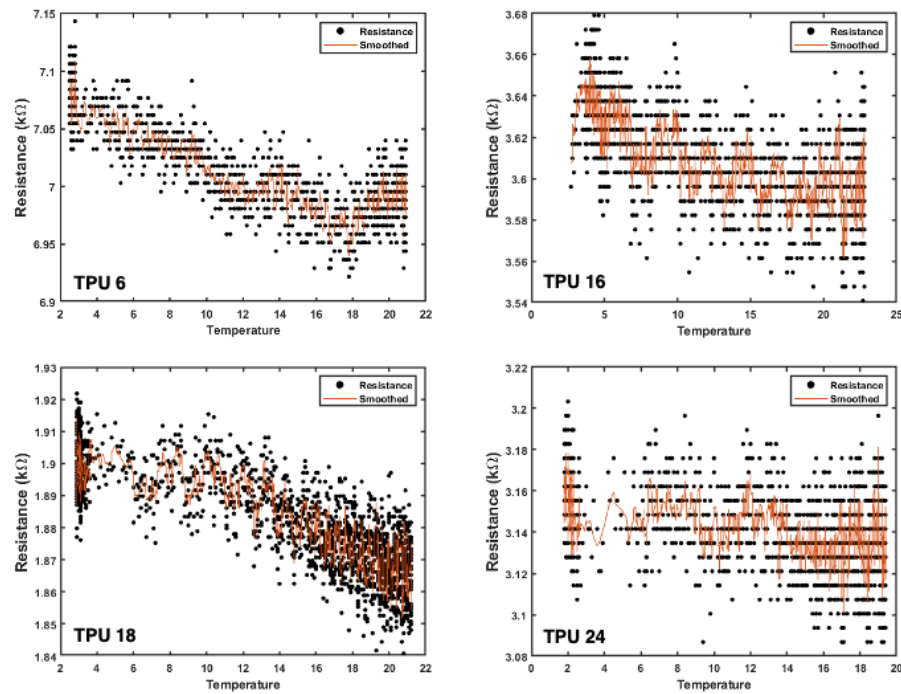 7.15
7.1
7.05
7
6.95
6.9
Resistance (kΩ)
Resistance
Smoothed
TPU 6
2 4 6 8 10 12 14 16 18 20 22
Temperature
3.68
3.66
3.64
3.62
3.6
3.58
3.56
3.54
Resistance (kΩ)
Resistance
Smoothed
TPU 16
0 5 10 15 20 25
Temperature
1.93
1.92
1.91
1.9
1.89
1.88
1.87
1.86
1.85
1.84
Resistance (kΩ)
Resistance
Smoothed
TPU 18
2 4 6 8 10 12 14 16 18 20 22
Temperature
3.22
3.2
3.18
3.16
3.14
3.12
3.1
3.08
Resistance (kΩ)
Resistance
Smoothed
TPU 24
0 2 4 6 8 10 12 14 16 18 20
Temperature